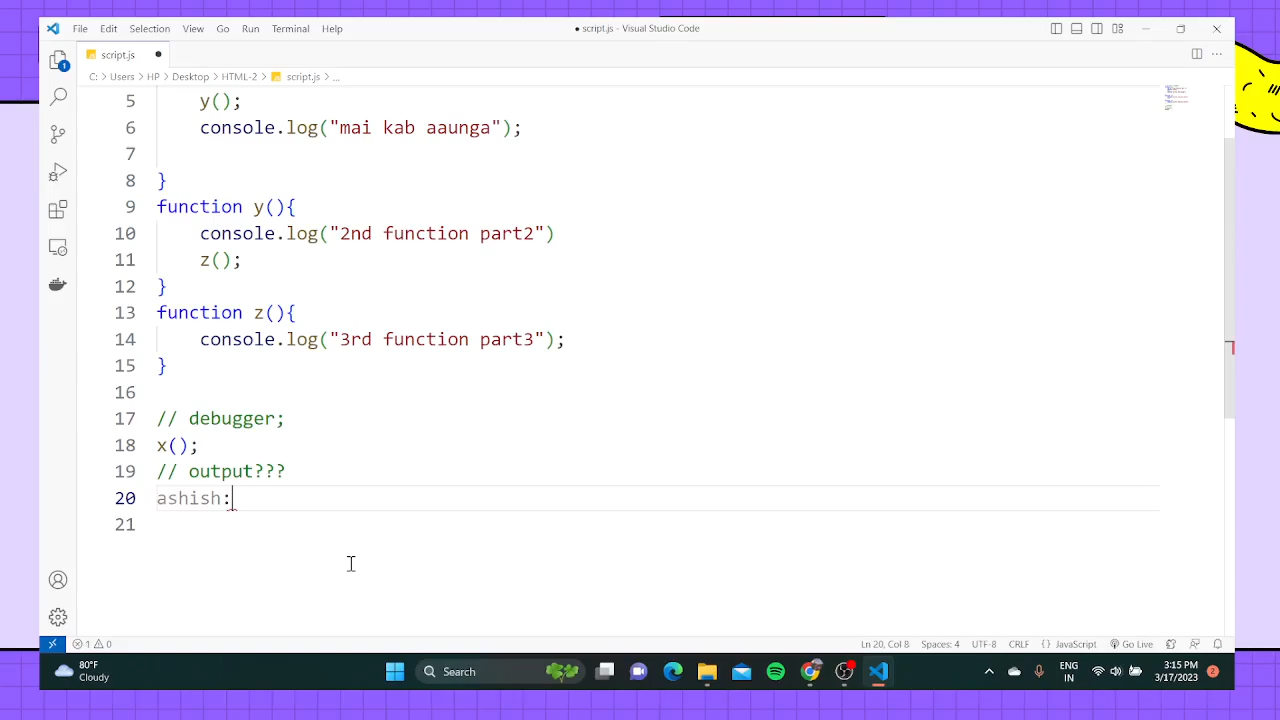 File Edit Selection View Go Run Terminal Help
● script.js - Visual Studio Code
script.js ●
C: > Users > HP > Desktop > HTML-2 > script.js > ...
1
5 y();
6 console.log("mai kab aaunga");
7
8 }
9 function y(){
10 console.log("2nd function part2")
11 z();
12 }
13 function z(){
14 console.log("3rd function part3");
15 }
16
17 // debugger;
18 x();
19 // output???
20 ashish:
21
1 0
Ln 20, Col 8 Spaces: 4 UTF-8 CRLF { } JavaScript Go Live
80°F
Cloudy
Search
ENG
IN
3:15 PM
3/17/2023
2